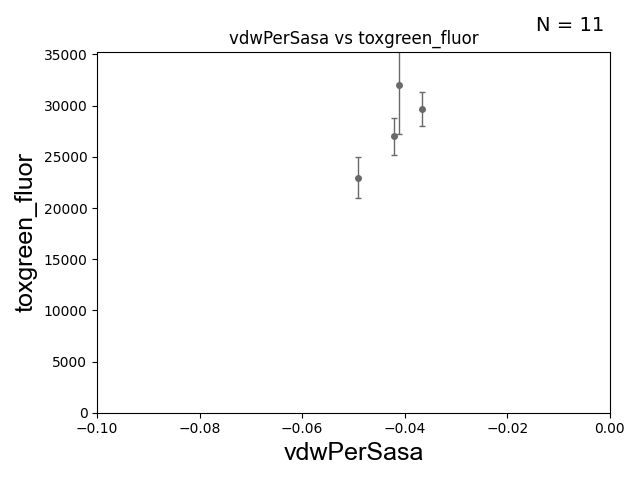 N = 11
vdwPerSasa vs toxgreen_fluor
toxgreen_fluor
35000
30000
25000
20000
15000
10000
5000
0
−0.10 −0.08 −0.06 −0.04 −0.02 0.00
vdwPerSasa